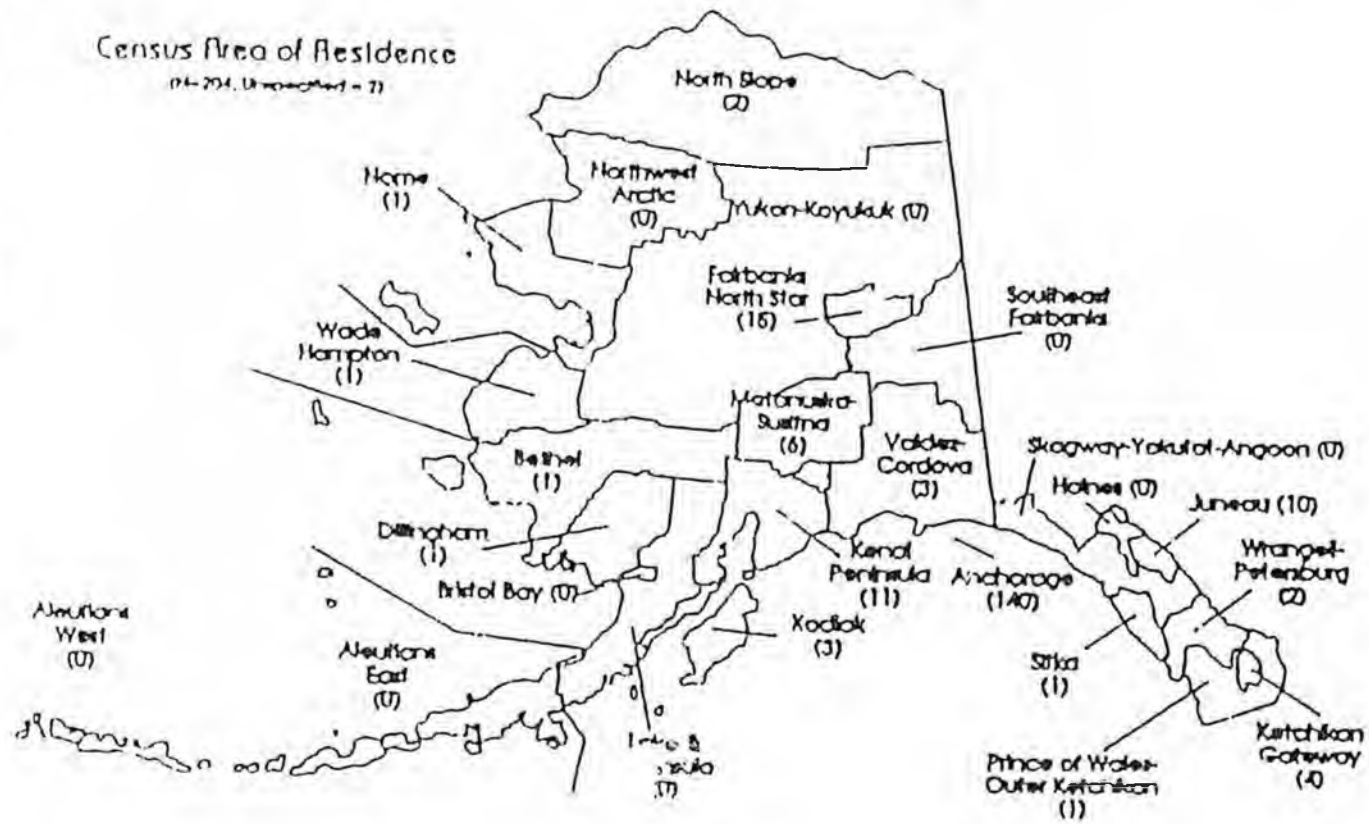 Census Area of Residence
North Slope
(2)
Nome
(1)
Northwest
Arctic
(0)
Yukon-Koyukuk (0)
Fairbanks
North Star
(15)
Southeast
Fairbanks
(0)
Wade
Hampton
(1)
Matanuska-
Susitna
(6)
Valdez-
Cordova
(3)
Bethel
(1)
Skagway-Yakutat-Angoon (0)
Haines (0)
Juneau (10)
Dillingham
(1)
Wrangell-
Petersburg
(2)
Bristol Bay (0)
Kenai
Peninsula
(11)
Anchorage
(140)
Kodiak
(3)
Aleutians
West
(0)
Aleutians
East
(0)
Sitka
(1)
Ketchikan
Gateway
Prince of Wales-
Outer Ketchikan
(1)